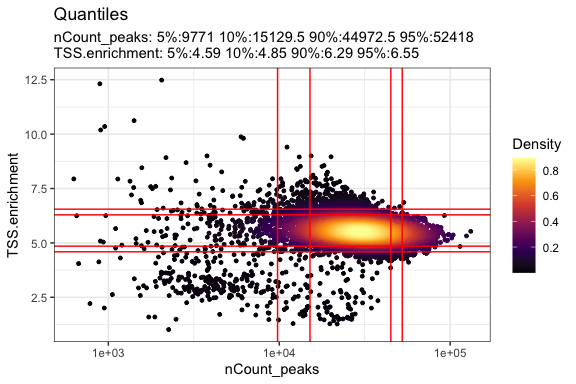 Quantiles
nCount_peaks: 5%:9771 10%:15129.5 90%:44972.5 95%:52418
TSS.enrichment: 5%:4.59 10%:4.85 90%:6.29 95%:6.55
12.5
10.0
7.5
5.0
2.5
TSS.enrichment
1e+03
1e+04
1e+05
nCount_peaks
Density
0.8
0.6
0.4
0.2